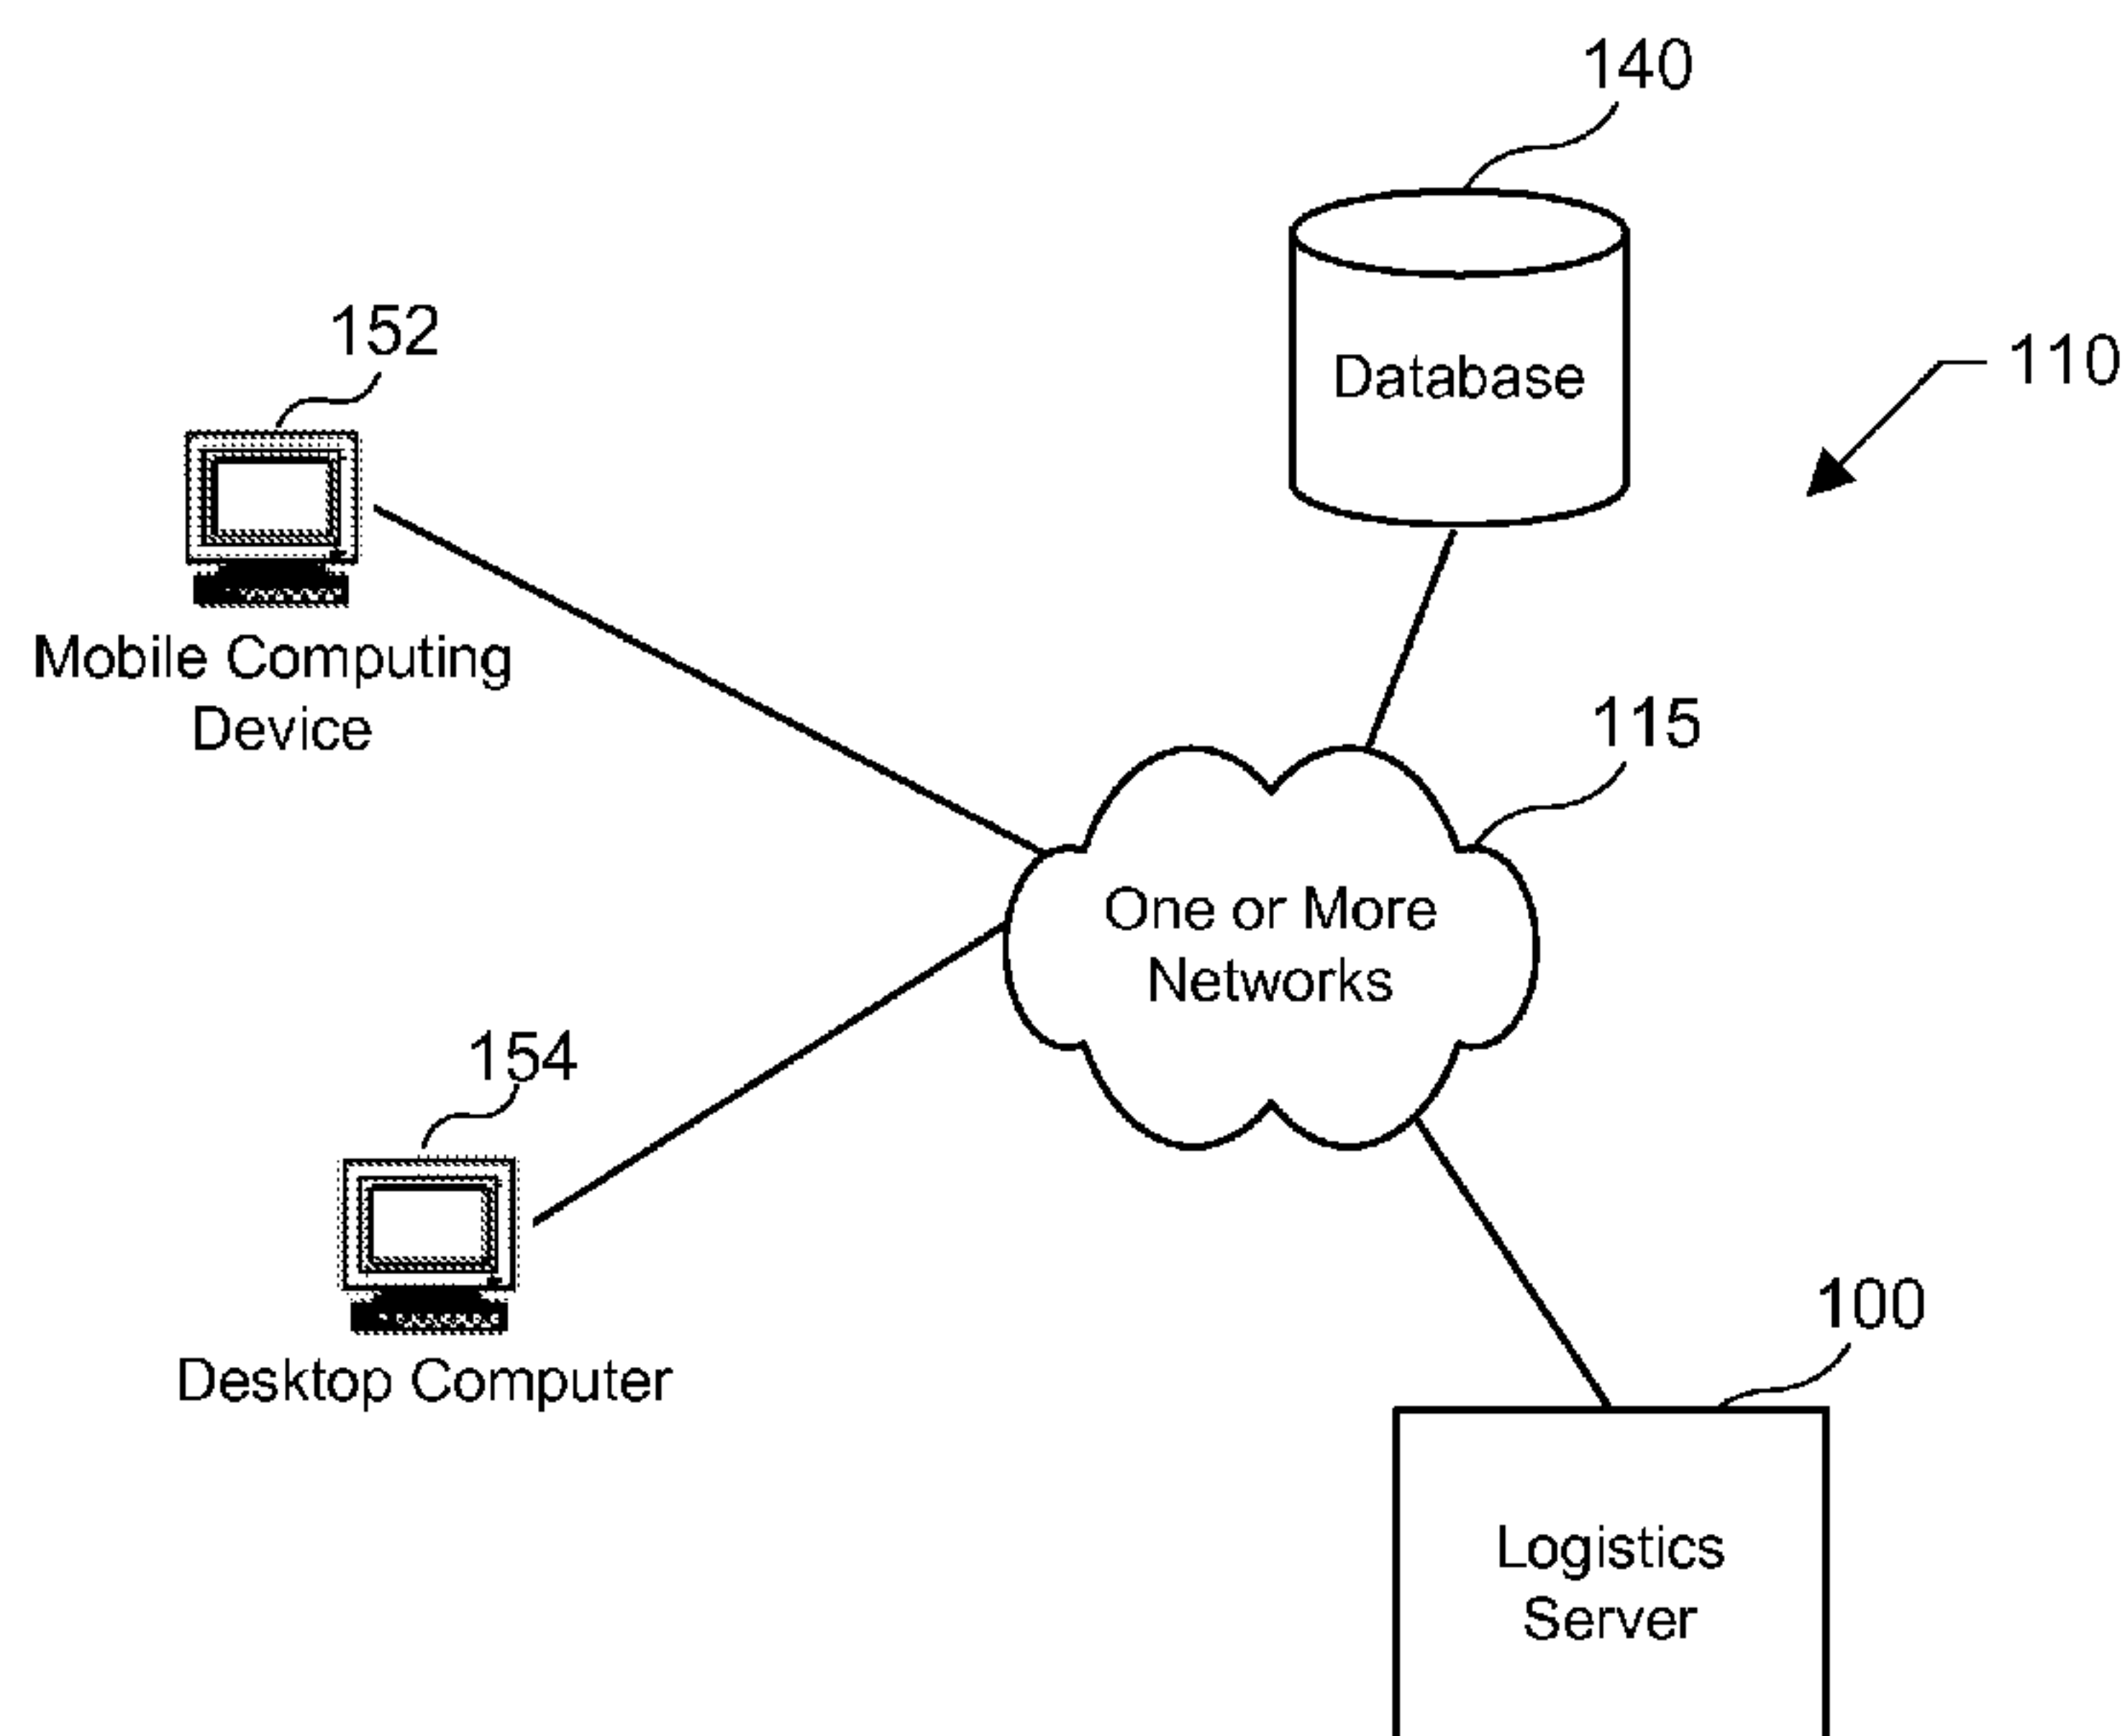 140
152
Database
110
Mobile Computing
Device
115
One or More
Networks
154
Desktop Computer
100
Logistics
Server